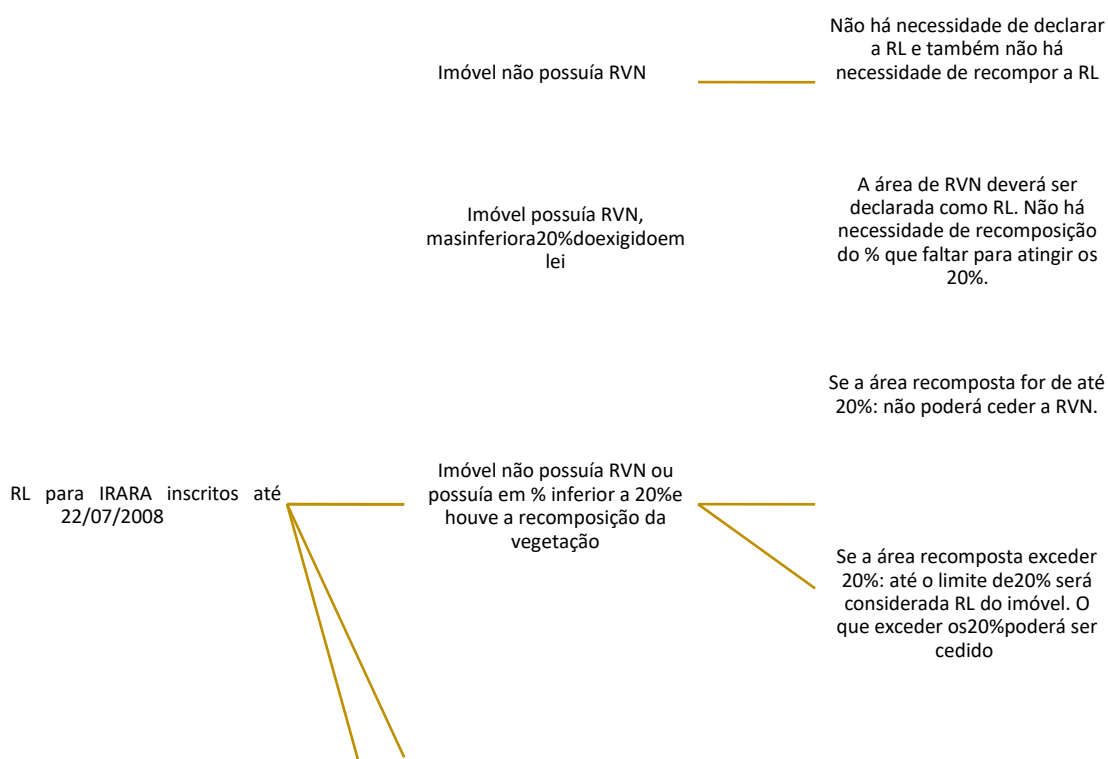 Não há necessidade de declarar
a RL e também não há
necessidade de recompor a RL
Imóvel não possuía RVN
A área de RVN deverá ser
declarada como RL. Não há
necessidade de recomposição
do % que faltar para atingir os
20%.
Imóvel possuía RVN,
masinferiora20%doexigidoem
lei
Se a área recomposta for de até
20%: não poderá ceder a RVN.
RL para IRARA inscritos até
22/07/2008
Imóvel não possuía RVN ou
possuía em % inferior a 20%e
houve a recomposição da
vegetação
Se a área recomposta exceder
20%: até o limite de20% será
considerada RL do imóvel. O
que exceder os20%poderá ser
cedido